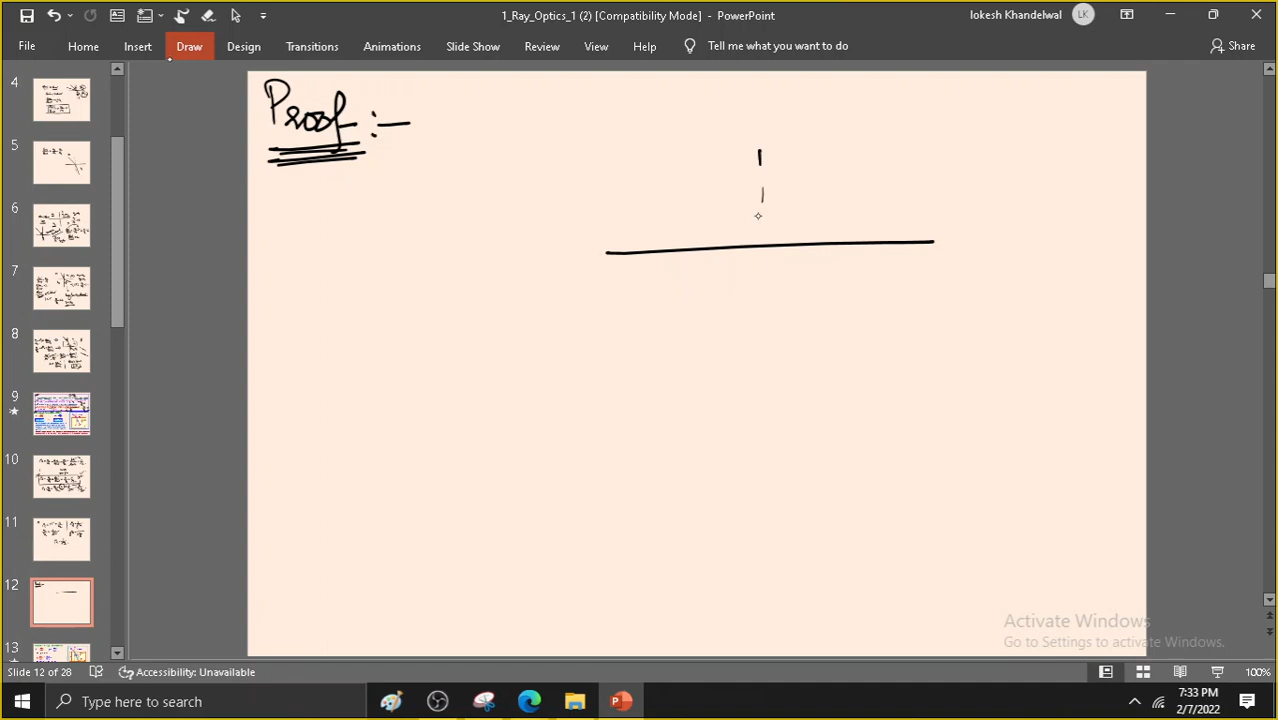 1_Ray_Optics_1 (2) [Compatibility Mode] - PowerPoint
lokesh Khandelwal
LK
File
Home
Insert
Draw
Design
Transitions
Animations
Slide Show
Review
View
Help
Tell me what you want to do
Share
4
5
6
7
8
9
10
11
12
13
Proof :-
Activate Windows
Go to Settings to activate Windows.
Slide 12 of 28
Accessibility: Unavailable
100%
Type here to search
7:33 PM
2/7/2022